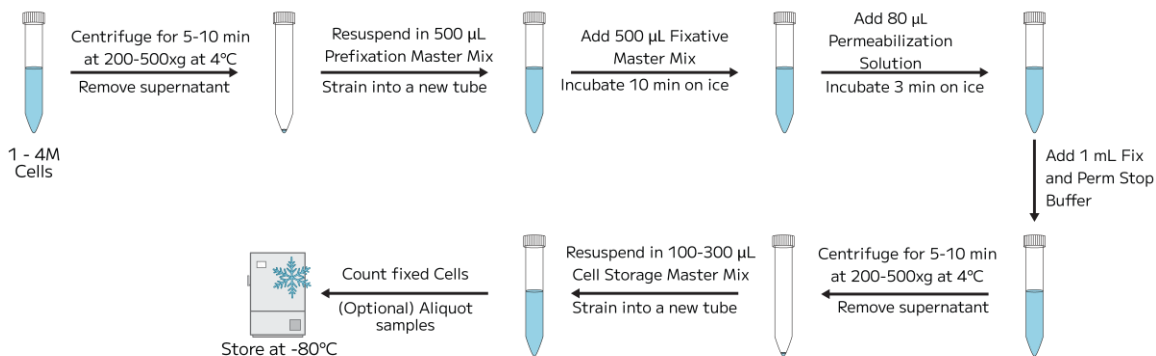 Centrifuge for 5-10 min
at 200-500xg at 4ºC
Remove supernatant
Resuspend in 500 µL
Prefixation Master Mix
Strain into a new tube
Add 500 µL Fixative
Master Mix
Incubate 10 min on ice
Add 80 µL
Permeabilization
Solution
Incubate 3 min on ice
1 - 4M
Cells
Add 1 mL Fix
and Perm Stop
Buffer
Centrifuge for 5-10 min
at 200-500xg at 4ºC
Remove supernatant
Resuspend in 100-300 µL
Cell Storage Master Mix
Strain into a new tube
Count fixed Cells
(Optional) Aliquot
samples
Store at -80ºC